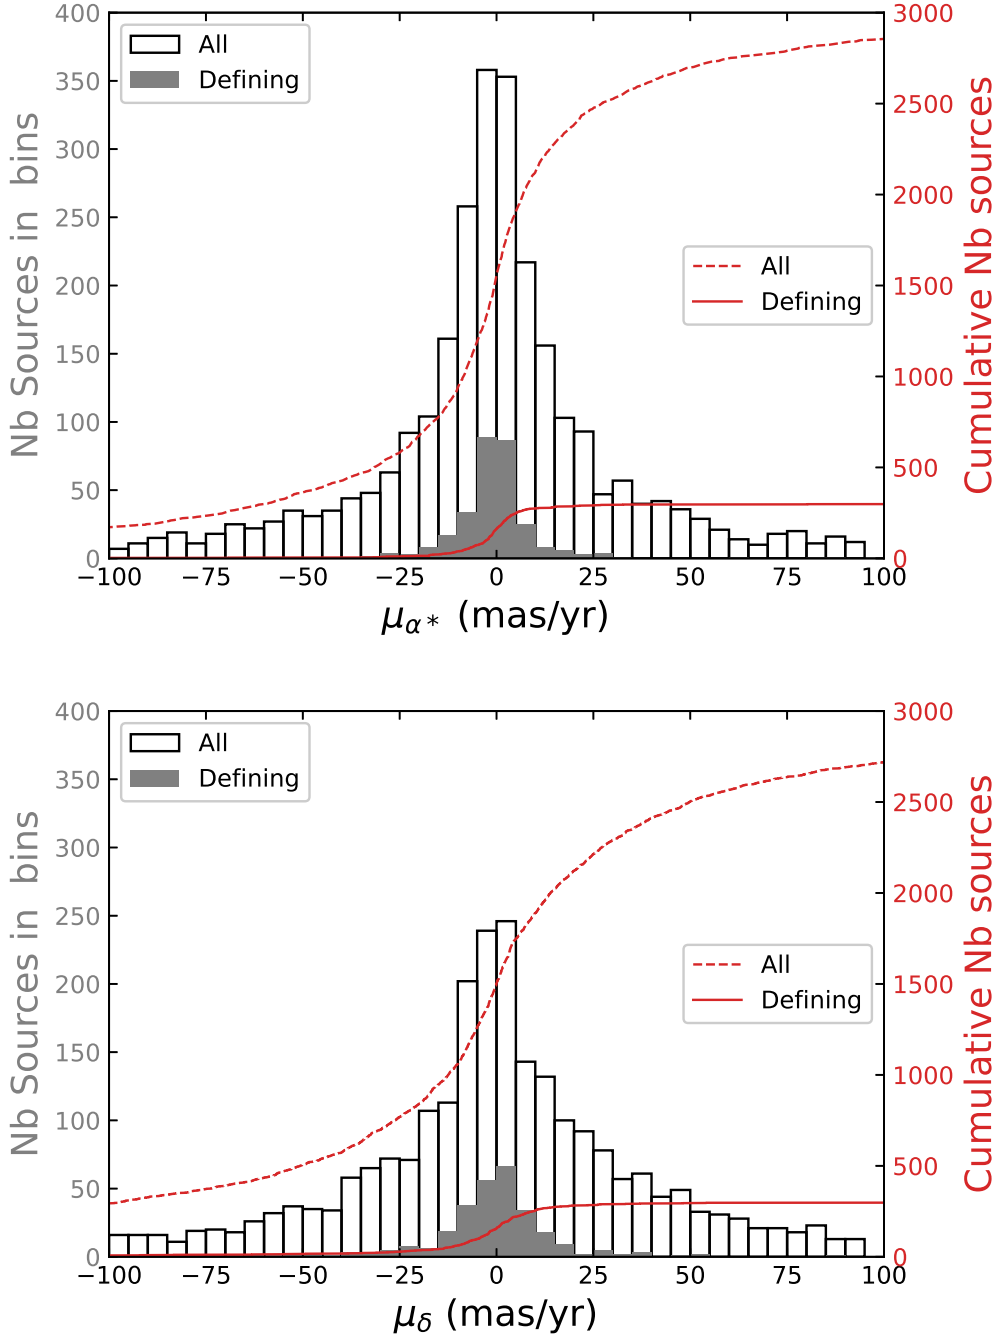 400
350
300
250
200
150
100
50
0
Nb Sources in bins
All
Defining
3000
2500
2000
1500
1000
500
0
Cumulative Nb sources
All
Defining
−100 −75 −50 −25 0 25 50 75 100
μα* (mas/yr)
400
350
300
250
200
150
100
50
0
Nb Sources in bins
All
Defining
3000
2500
2000
1500
1000
500
0
Cumulative Nb sources
All
Defining
−100 −75 −50 −25 0 25 50 75 100
μδ (mas/yr)